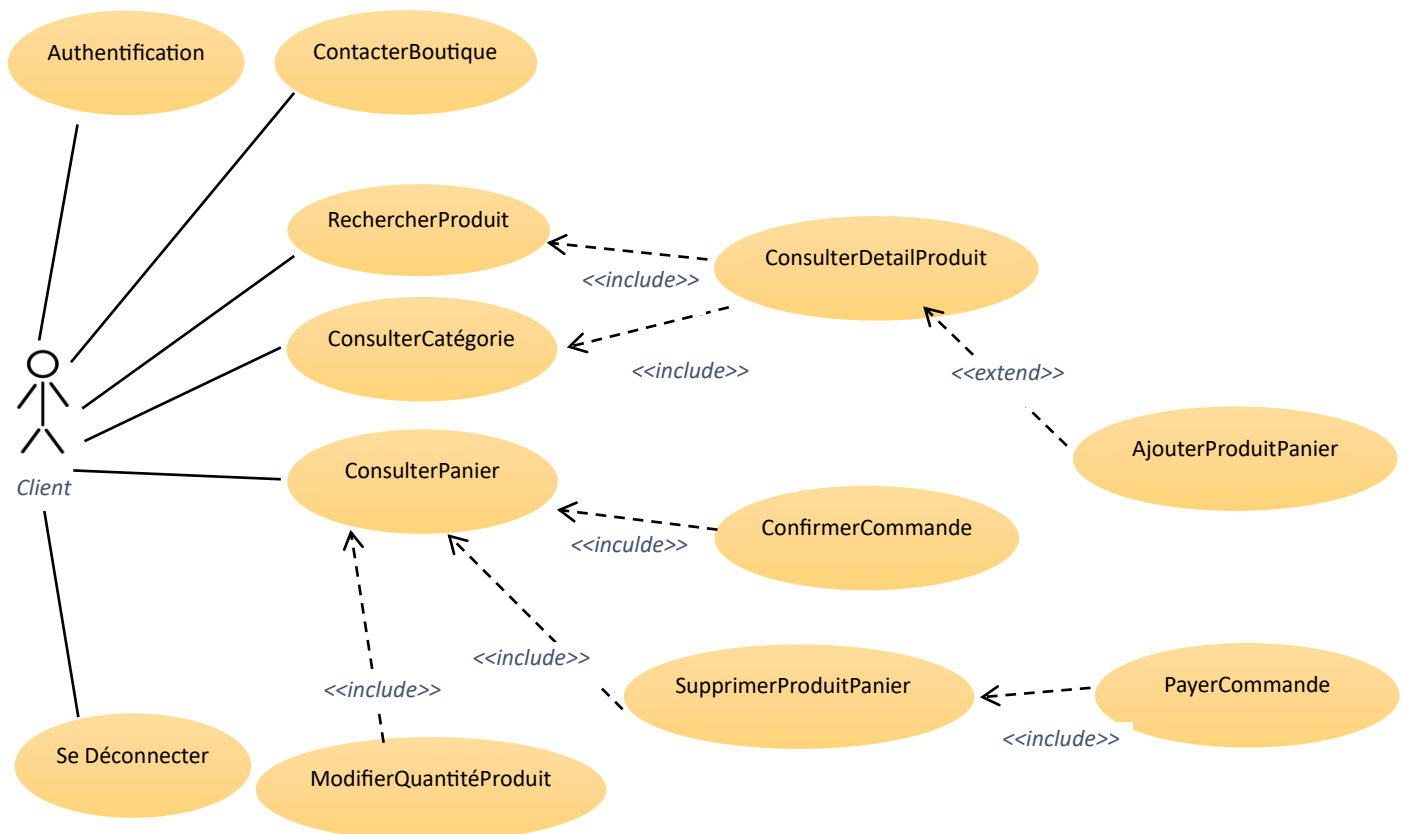 Authentification
ContacterBoutique
RechercherProduit
ConsulterDetailProduit
<<include>>
ConsulterCatégorie
<<include>>
<<extend>>
AjouterProduitPanier
ConsulterPanier
Client
ConfirmerCommande
<<inculde>>
<<include>>
SupprimerProduitPanier
PayerCommande
<<include>>
<<include>>
Se Déconnecter
ModifierQuantitéProduit